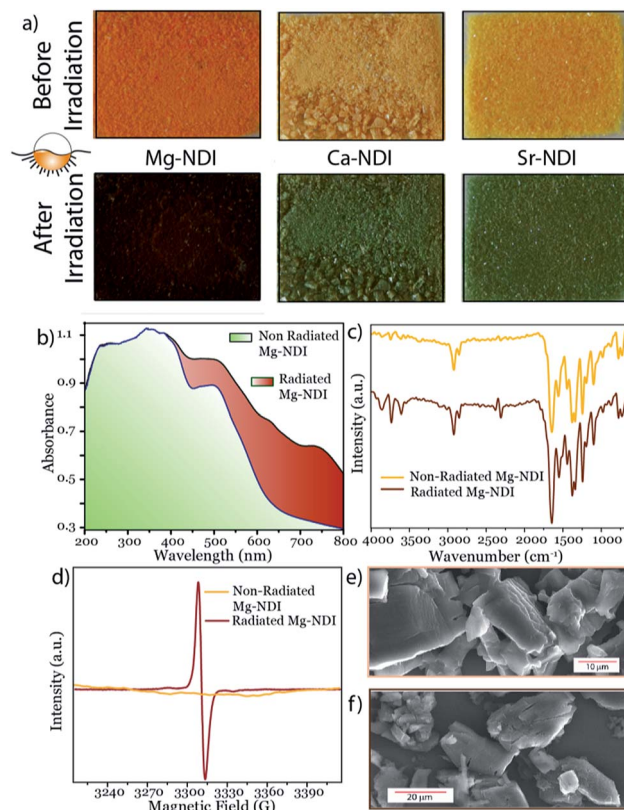 a)
Before
Irradiation
Mg-NDI
Ca-NDI
Sr-NDI
After
Irradiation
b)
1.1
0.9
0.7
0.5
0.3
Absorbance
Non Radiated
Mg-NDI
Radiated
Mg-NDI
200 300 400 500 600 700 800
Wavelength (nm)
c)
Intensity (a.u.)
Non-Radiated Mg-NDI
Radiated Mg-NDI
4000 3000 2000 1500 1000
Wavenumber (cm-1)
d)
Intensity (a.u.)
Non-Radiated
Mg-NDI
Radiated Mg-NDI
3240 3270 3300 3330 3360 3390
Magnetic Field (G)
e)
10 µm
f)
20 µm